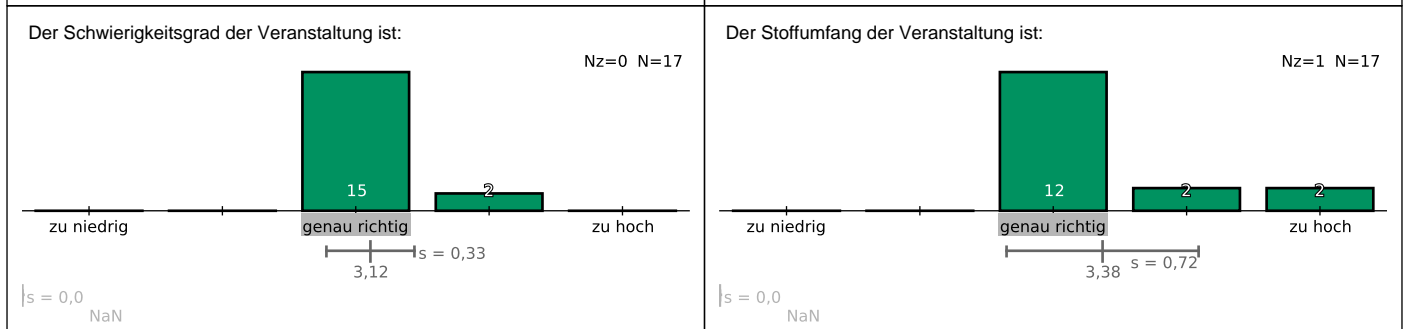 Der Schwierigkeitsgrad der Veranstaltung ist:
Nz=0 N=17
15
2
zu niedrig
genau richtig
zu hoch
s = 0,33
3,12
s = 0,0
NaN
Der Stoffumfang der Veranstaltung ist:
Nz=1 N=17
12
2
2
zu niedrig
genau richtig
zu hoch
3,38
s = 0,72
s = 0,0
NaN